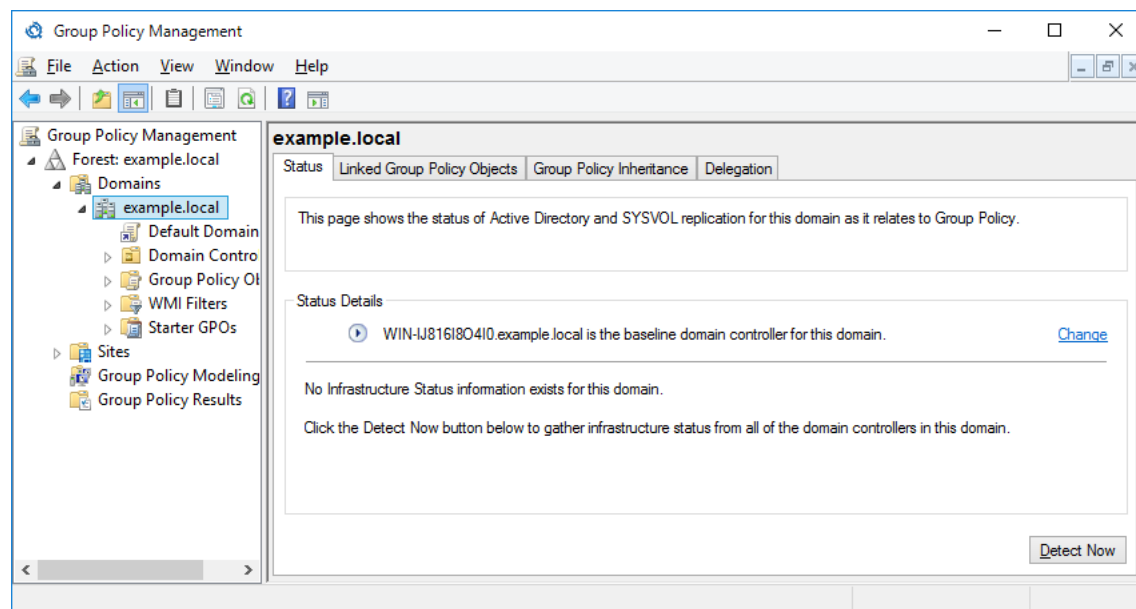 Group Policy Management
File Action View Window Help
Group Policy Management
Forest: example.local
Domains
example.local
Default Domain
Domain Contro
Group Policy Ob
WMI Filters
Starter GPOs
Sites
Group Policy Modeling
Group Policy Results
example.local
Status Linked Group Policy Objects Group Policy Inheritance Delegation
This page shows the status of Active Directory and SYSVOL replication for this domain as it relates to Group Policy.
Status Details
WIN-IJ816I8O4I0.example.local is the baseline domain controller for this domain. Change
No Infrastructure Status information exists for this domain.
Click the Detect Now button below to gather infrastructure status from all of the domain controllers in this domain.
Detect Now